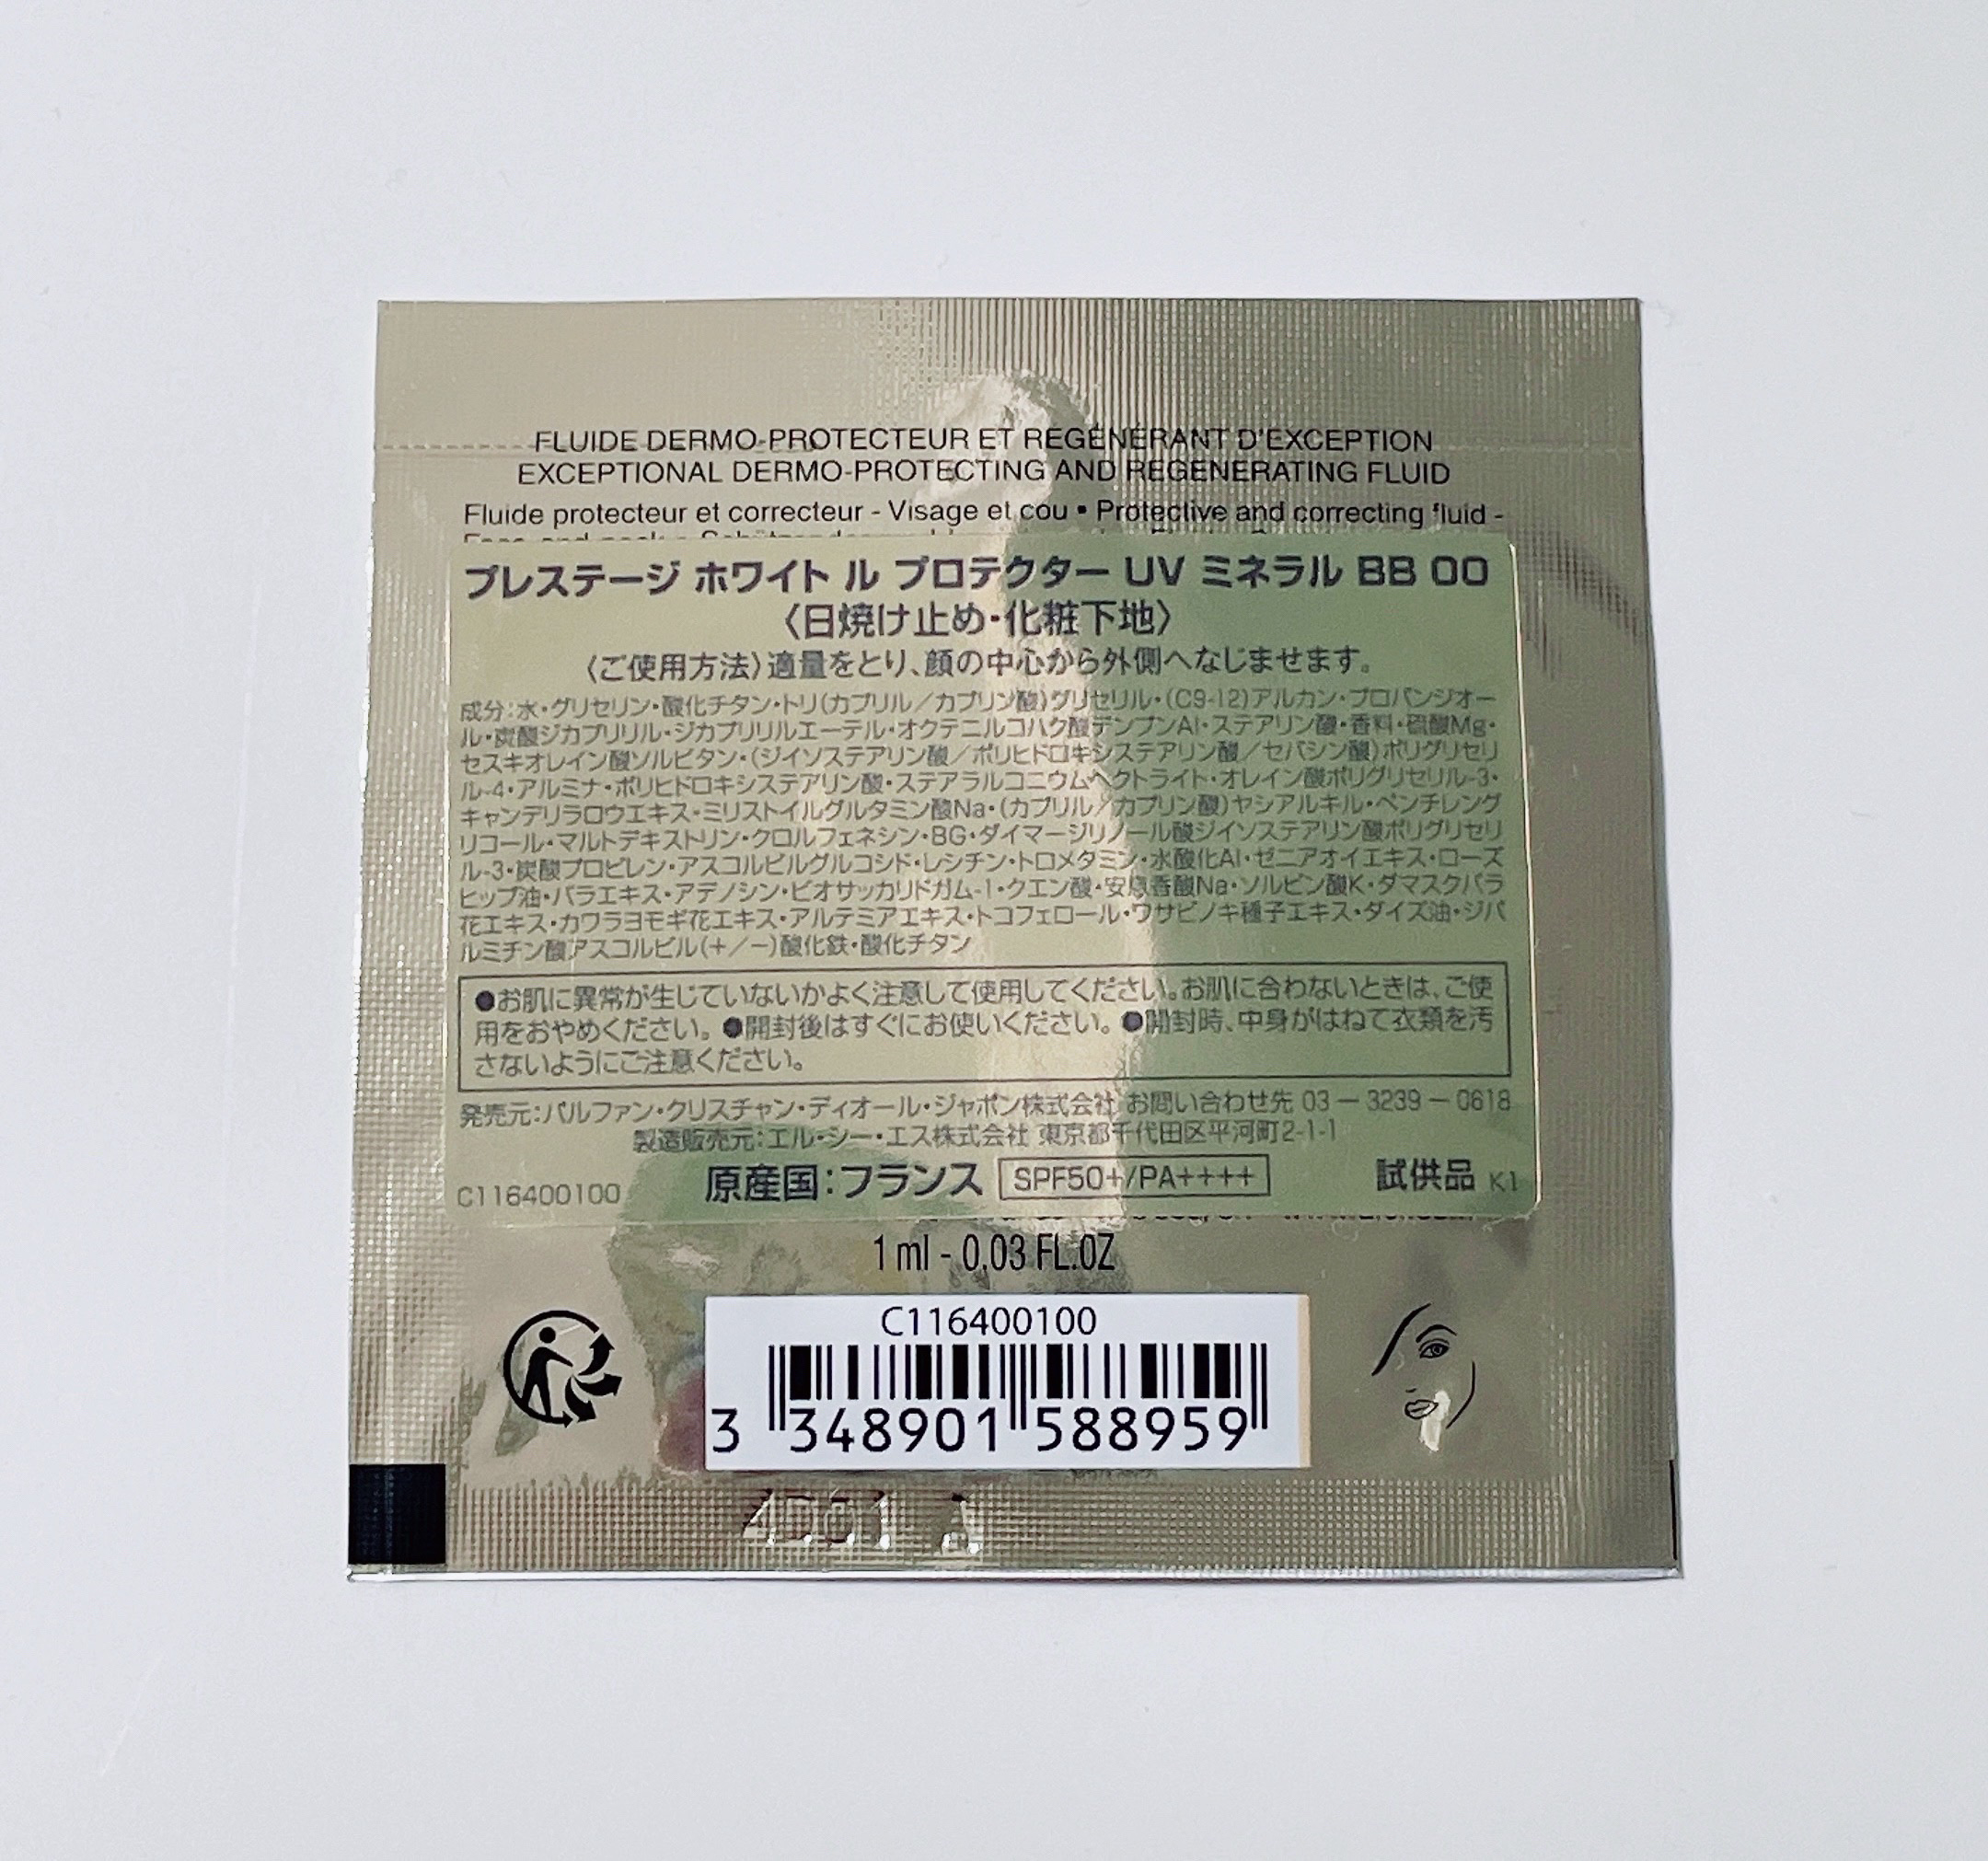 FLUIDE DERMO-PROTECTEUR ET RÉGÉNÉRANT D'EXCEPTION
EXCEPTIONAL DERMO-PROTECTING AND REGENERATING FLUID
Fluide protecteur et correcteur - Visage et cou • Protective and correcting fluid -
プレステージ ホワイト ル プロテクター UV ミネラル BB 00
〈日焼け止め・化粧下地〉
〈ご使用方法〉適量をとり、顔の中心から外側へなじませます。
成分：水・グリセリン・酸化チタン・トリ(カプリル／カプリン酸)グリセリル・(C9-12)アルカン・プロパンジオー
ル・炭酸ジカプリリル・ジカプリリルエーテル・オクテニルコハク酸デンプンAl・ステアリン酸・香料・硫酸Mg・
セスキオレイン酸ソルビタン・(ジイソステアリン酸／ポリヒドロキシステアリン酸／セバシン酸)ポリグリセリ
ル-4・アルミナ・ポリヒドロキシステアリン酸・ステアラルコニウムヘクトライト・オレイン酸ポリグリセリル-3・
キャンデリラロウエキス・ミリストイルグルタミン酸Na・(カプリル／カプリン酸)ヤシアルキル・ペンチレング
リコール・マルトデキストリン・クロルフェネシン・BG・ダイマージリノール酸ジイソステアリン酸ポリグリセリ
ル-3・炭酸プロピレン・アスコルビルグルコシド・レシチン・トロメタミン・水酸化Al・ゼニアオイエキス・ローズ
ヒップ油・バラエキス・アデノシン・ビオサッカリドガム-1・クエン酸・安息香酸Na・ソルビン酸K・ダマスクバラ
花エキス・カワラヨモギ花エキス・アルテミアエキス・トコフェロール・ワサビノキ種子エキス・ダイズ油・ジパ
ルミチン酸アスコルビル(+／−)酸化鉄・酸化チタン
●お肌に異常が生じていないかよく注意して使用してください。お肌に合わないときは、ご使
用をおやめください。●開封後はすぐにお使いください。●開封時、中身がはねて衣類を汚
さないようにご注意ください。
発売元：パルファン・クリスチャン・ディオール・ジャポン株式会社 お問い合わせ先 03－3239－0618
製造販売元：エル・シー・エス株式会社 東京都千代田区平河町2-1-1
C116400100 原産国：フランス SPF50+/PA++++ 試供品 K1
1 ml - 0.03 FL.OZ
C116400100
3 348901 588959
4D01 A